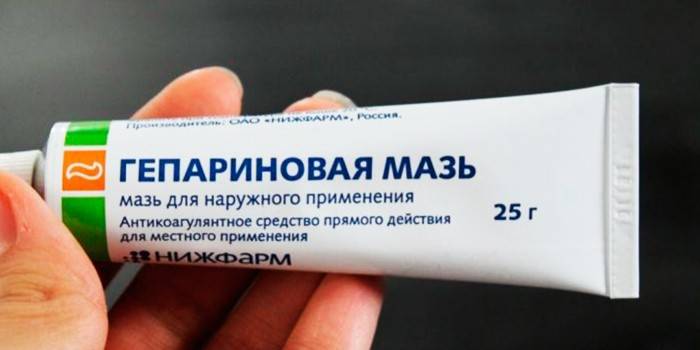 Производитель: ОАО «НИЖФАРМ», Россия.
ГЕПАРИНОВАЯ МАЗЬ
мазь для наружного применения
Антикоагулянтное средство прямого действия
для местного применения
25 г
НИЖФАРМ